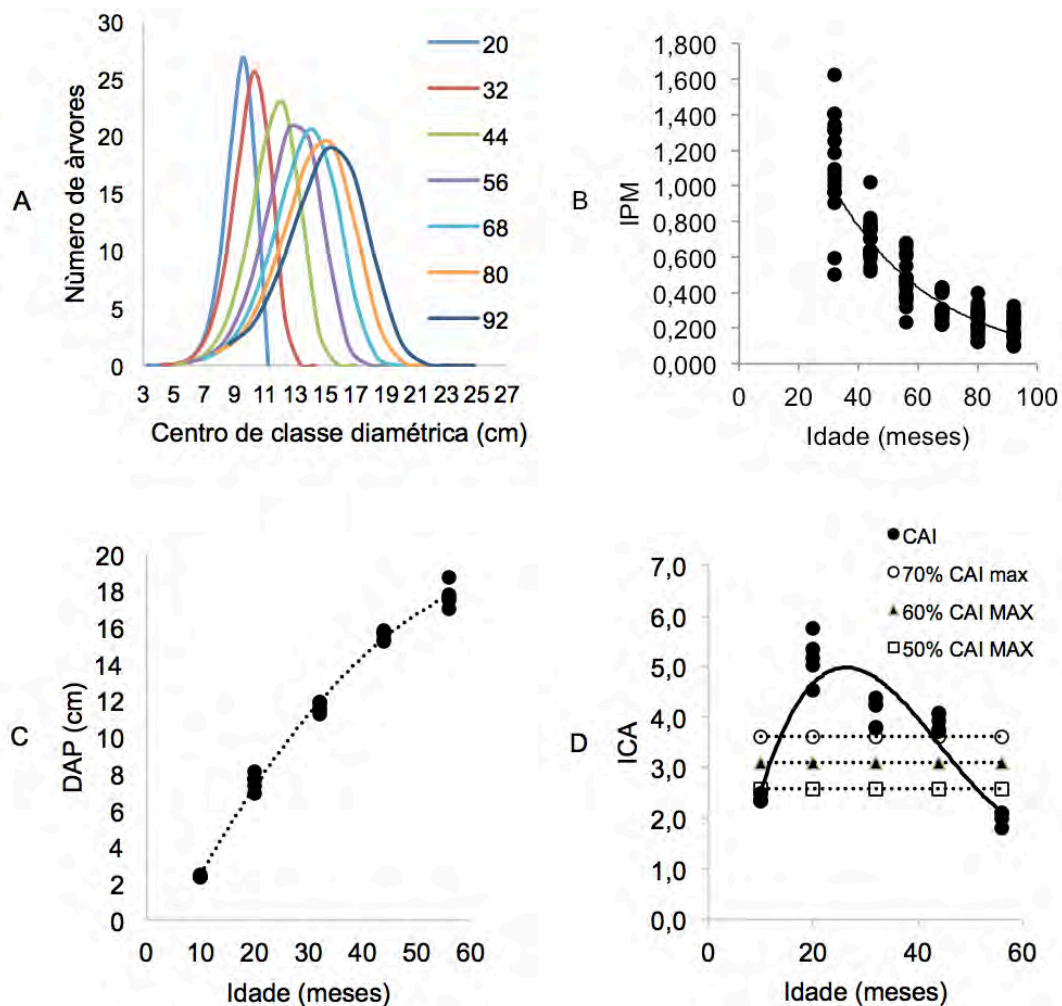 A
Nùmero de àrvores
30
25
20
15
10
5
0
3 5 7 9 11 13 15 17 19 21 23 25 27
Centro de classe diamétrica (cm)
20
32
44
56
68
80
92
B
IPM
1,800
1,600
1,400
1,200
1,000
0,800
0,600
0,400
0,200
0,000
0 20 40 60 80 100
Idade (meses)
C
DAP (cm)
20
18
16
14
12
10
8
6
4
2
0
0 10 20 30 40 50 60
Idade (meses)
D
ICA
7,0
6,0
5,0
4,0
3,0
2,0
1,0
0,0
0 20 40 60
Idade (meses)
CAI
70% CAI max
60% CAI MAX
50% CAI MAX